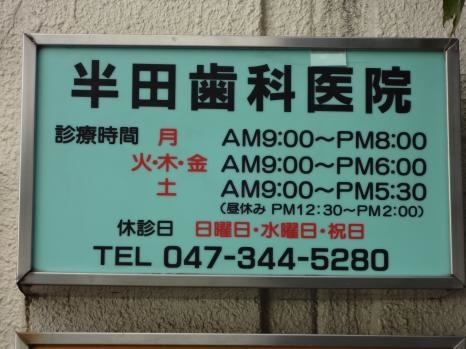 半田歯科医院
診療時間 月 AM9:00〜PM8:00
火・木・金 AM9:00〜PM6:00
土 AM9:00〜PM5:30
(昼休み PM12:30〜PM2:00)
休診日 日曜日・水曜日・祝日
TEL 047-344-5280